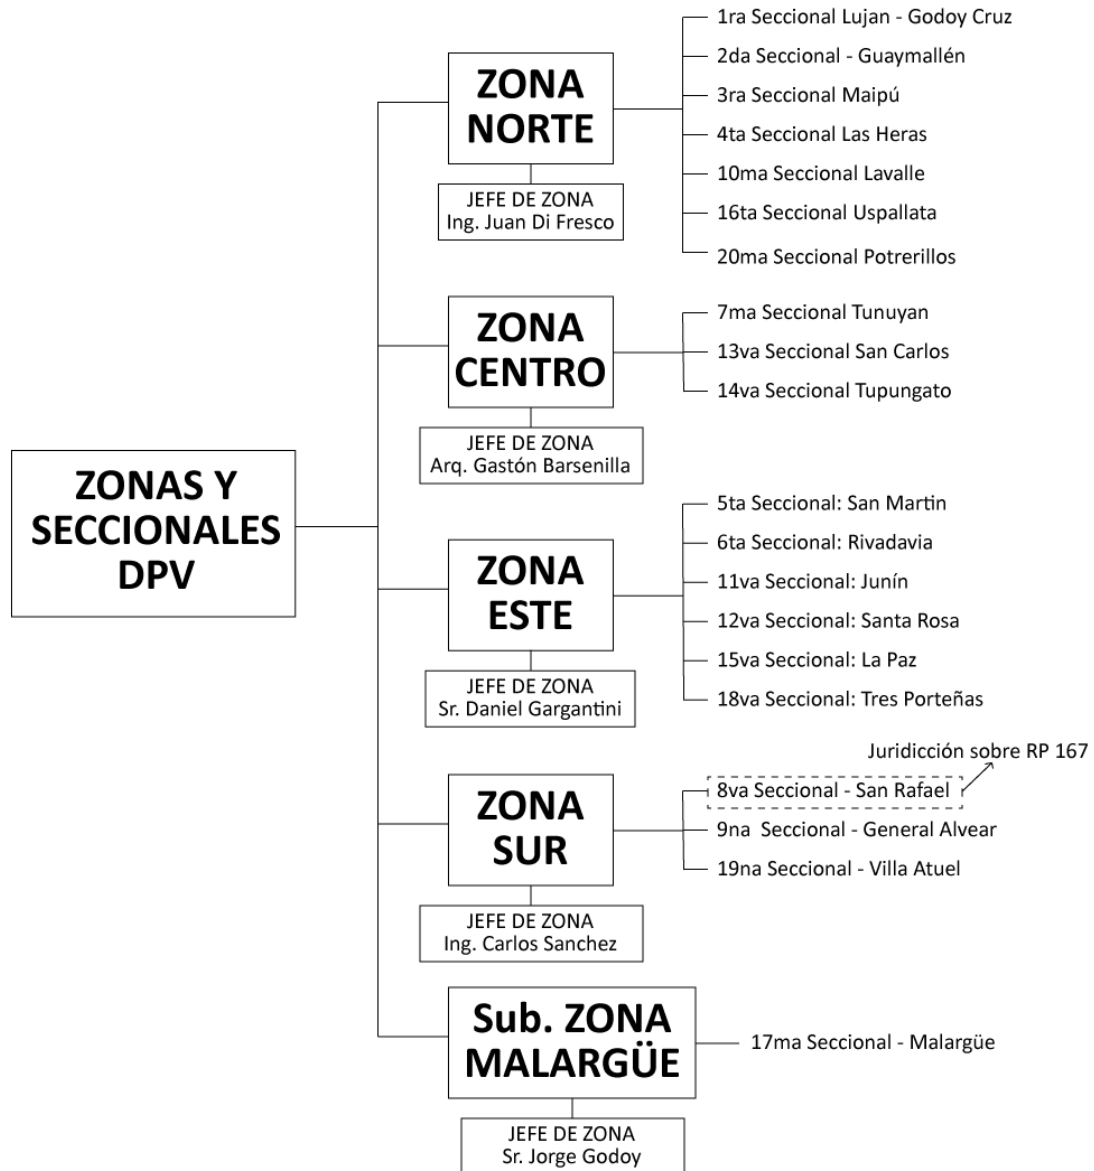 ZONAS Y
SECCIONALES
DPV
ZONA
NORTE
JEFE DE ZONA
Ing. Juan Di Fresco
1ra Seccional Lujan - Godoy Cruz
2da Seccional - Guaymallén
3ra Seccional Maipú
4ta Seccional Las Heras
10ma Seccional Lavalle
16ta Seccional Uspallata
20ma Seccional Potrerillos
ZONA
CENTRO
JEFE DE ZONA
Arq. Gastón Barsenilla
7ma Seccional Tunuyan
13va Seccional San Carlos
14va Seccional Tupungato
ZONA
ESTE
JEFE DE ZONA
Sr. Daniel Gargantini
5ta Seccional: San Martin
6ta Seccional: Rivadavia
11va Seccional: Junín
12va Seccional: Santa Rosa
15va Seccional: La Paz
18va Seccional: Tres Porteñas
ZONA
SUR
JEFE DE ZONA
Ing. Carlos Sanchez
Juridicción sobre RP 167
8va Seccional - San Rafael
9na  Seccional - General Alvear
19na Seccional - Villa Atuel
Sub. ZONA
MALARGÜE
JEFE DE ZONA
Sr. Jorge Godoy
17ma Seccional - Malargüe